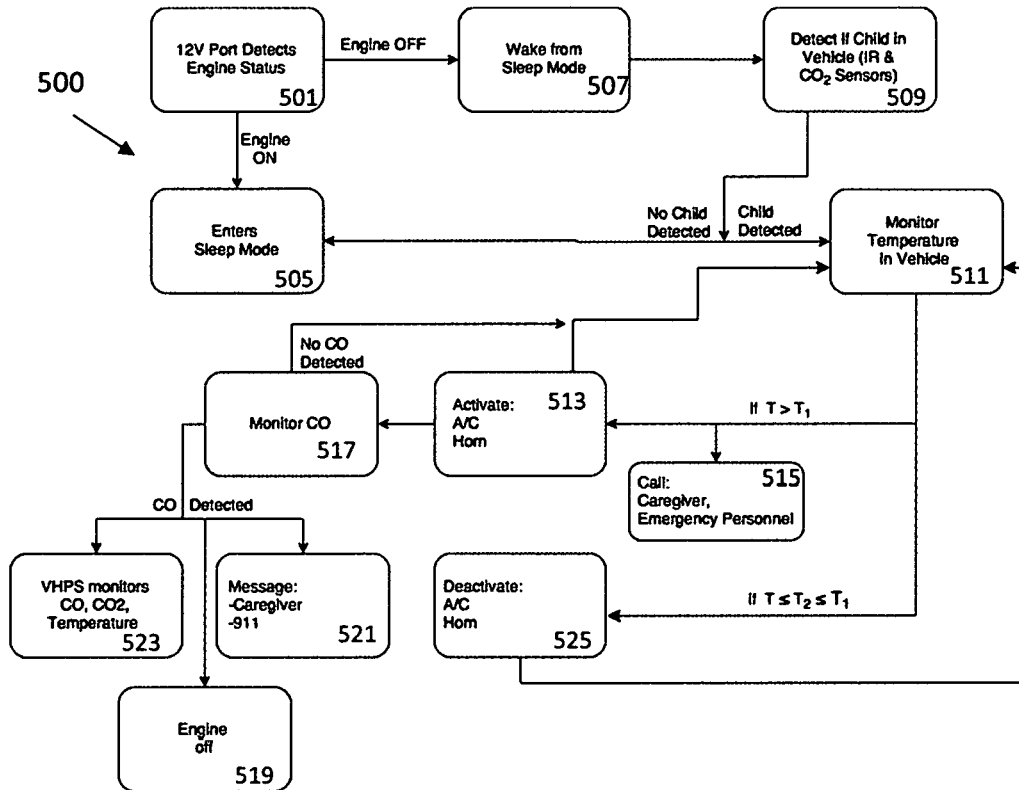 500
12V Port Detects
Engine Status
501
Engine OFF
Wake from
Sleep Mode
507
Detect if Child in
Vehicle (IR &
CO₂ Sensors)
509
Engine
ON
Enters
Sleep Mode
505
No Child
Detected
Child
Detected
Monitor
Temperature
in Vehicle
511
No CO
Detected
Monitor CO
517
Activate:
A/C
Horn
513
If T > T₁
Call:
Caregiver,
Emergency Personnel
515
CO Detected
VHPS monitors
CO, CO2,
Temperature
523
Message:
-Caregiver
-911
521
Deactivate:
A/C
Horn
525
If T ≤ T₂ ≤ T₁
Engine
off
519